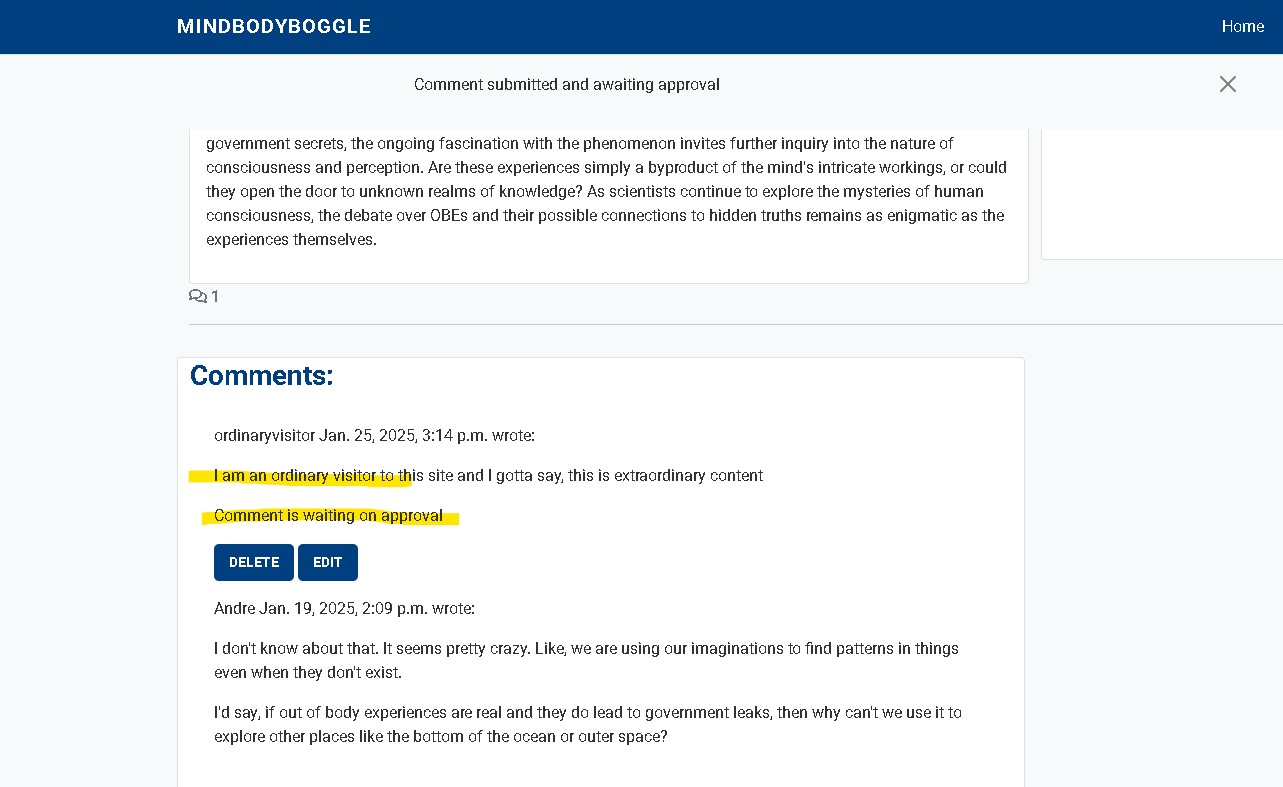 MINDBODYBOGGLE
Home
Comment submitted and awaiting approval
government secrets, the ongoing fascination with the phenomenon invites further inquiry into the nature of
consciousness and perception. Are these experiences simply a byproduct of the mind's intricate workings, or could
they open the door to unknown realms of knowledge? As scientists continue to explore the mysteries of human
consciousness, the debate over OBEs and their possible connections to hidden truths remains as enigmatic as the
experiences themselves.
1
Comments:
ordinaryvisitor Jan. 25, 2025, 3:14 p.m. wrote:
I am an ordinary visitor to this site and I gotta say, this is extraordinary content
Comment is waiting on approval
DELETE EDIT
Andre Jan. 19, 2025, 2:09 p.m. wrote:
I don't know about that. It seems pretty crazy. Like, we are using our imaginations to find patterns in things
even when they don't exist.
I'd say, if out of body experiences are real and they do lead to government leaks, then why can't we use it to
explore other places like the bottom of the ocean or outer space?